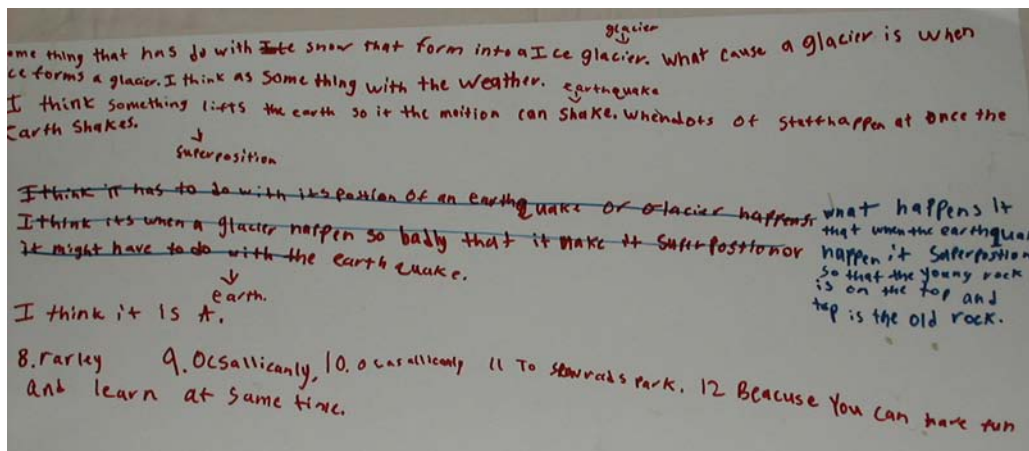 glacier
ome thing that has do with snow that form into a Ice glacier. What cause a glacier is when
ce forms a glacier. I think as some thing with the weather. earthquake
I think something lifts the earth so it the moition can shake. When lots of staff happen at once the
Earth Shakes.
superposition
I think it has to do with its postion of an earthquake or glacier happens.
I think its when a glacier happen so badly that it make it superpostion or
it might have to do with the earth quake.
what happens It
that when the earthqual
happen it superpostion
so that the young rock
is on the top and
top is the old rock.
earth.
I think it is A.
8. rarley 9. Ocsallicanly, 10. ocasallicanly 11 To park. 12 Beacuse You can have fun
and learn at same time.